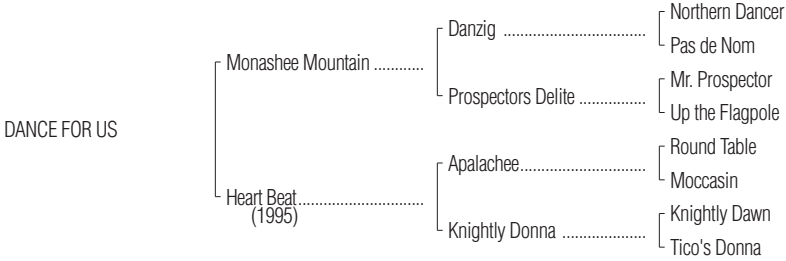 Northern Dancer
Danzig ................................
Pas de Nom
Monashee Mountain ............
Mr. Prospector
Prospectors Delite ...............
Up the Flagpole
DANCE FOR US
Round Table
Apalachee............................
Moccasin
Heart Beat............................
(1995)
Knightly Dawn
Knightly Donna ...................
Tico's Donna